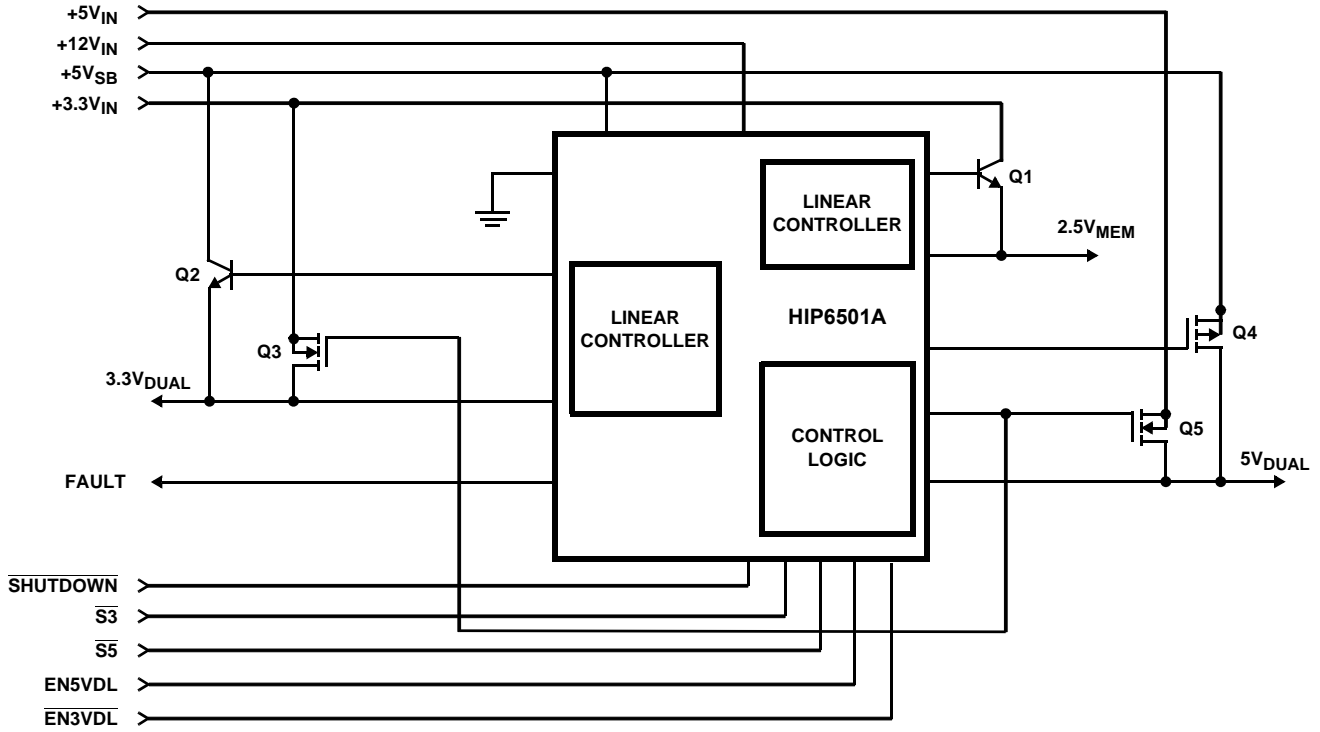 +5VIN
+12VIN
+5VSB
+3.3VIN
Q1
LINEAR
CONTROLLER
2.5VMEM
Q2
LINEAR
CONTROLLER
HIP6501A
Q3
Q4
3.3VDUAL
CONTROL
LOGIC
Q5
5VDUAL
FAULT
SHUTDOWN
S3
S5
EN5VDL
EN3VDL